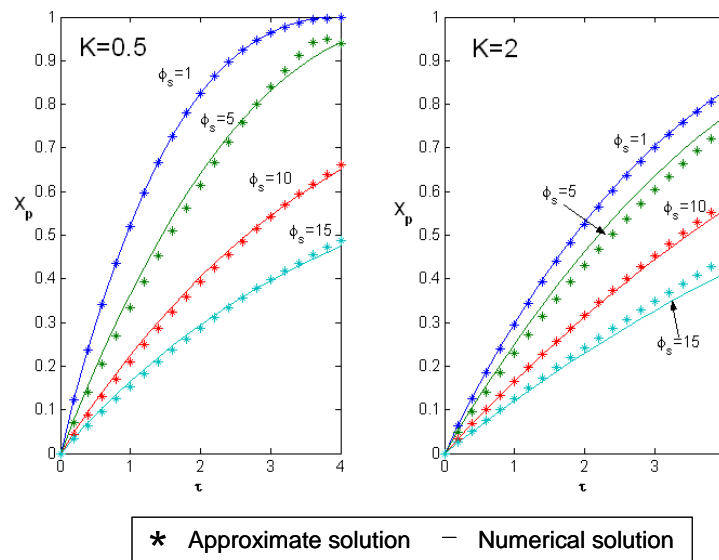 K=0.5
1
0.9
0.8
0.7
0.6
0.5
0.4
0.3
0.2
0.1
0
Xp
ϕs=1
ϕs=5
ϕs=10
ϕs=15
0 1 2 3 4
τ
K=2
1
0.9
0.8
0.7
0.6
0.5
0.4
0.3
0.2
0.1
0
Xp
ϕs=1
ϕs=5
ϕs=10
ϕs=15
0 1 2 3
τ
* Approximate solution − Numerical solution